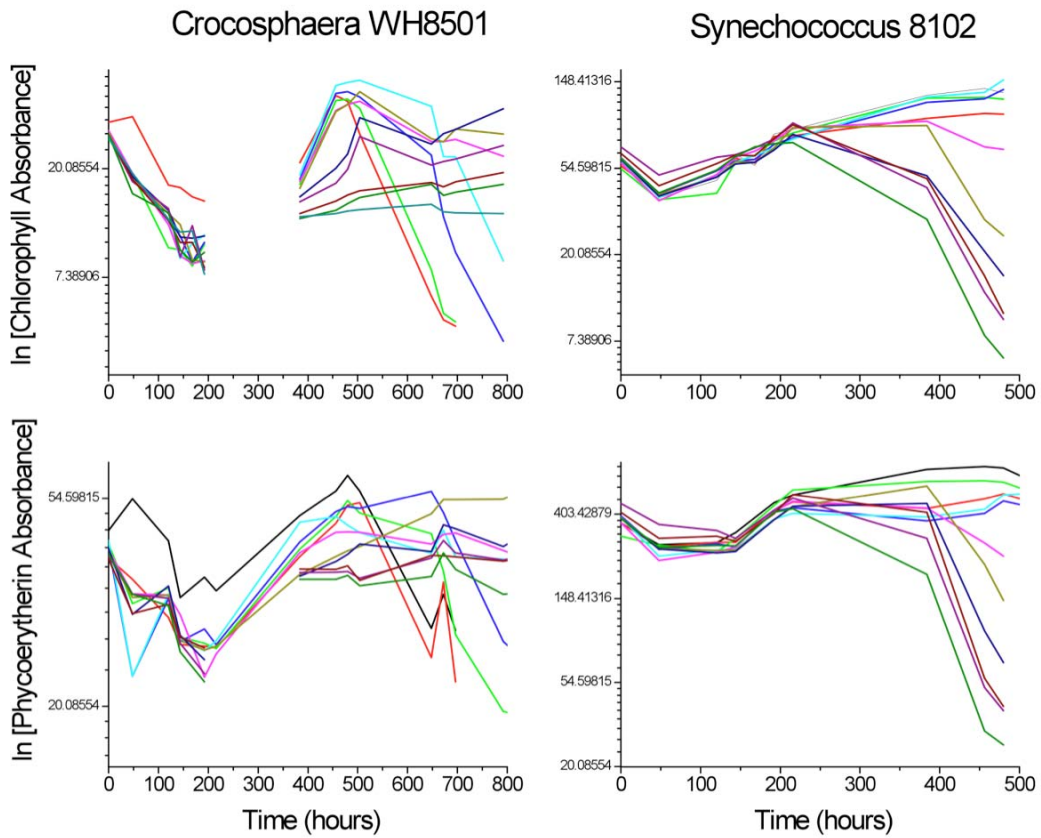 Crocosphaera WH8501
Synechococcus 8102
ln [Chlorophyll Absorbance]
20.08554
7.38906
0 100 200 300 400 500 600 700 800
148.41316
54.59815
20.08554
7.38906
0 100 200 300 400 500
ln [Phycoerytherin Absorbance]
54.59815
20.08554
0 100 200 300 400 500 600 700 800
Time (hours)
403.42879
148.41316
54.59815
20.08554
0 100 200 300 400 500
Time (hours)